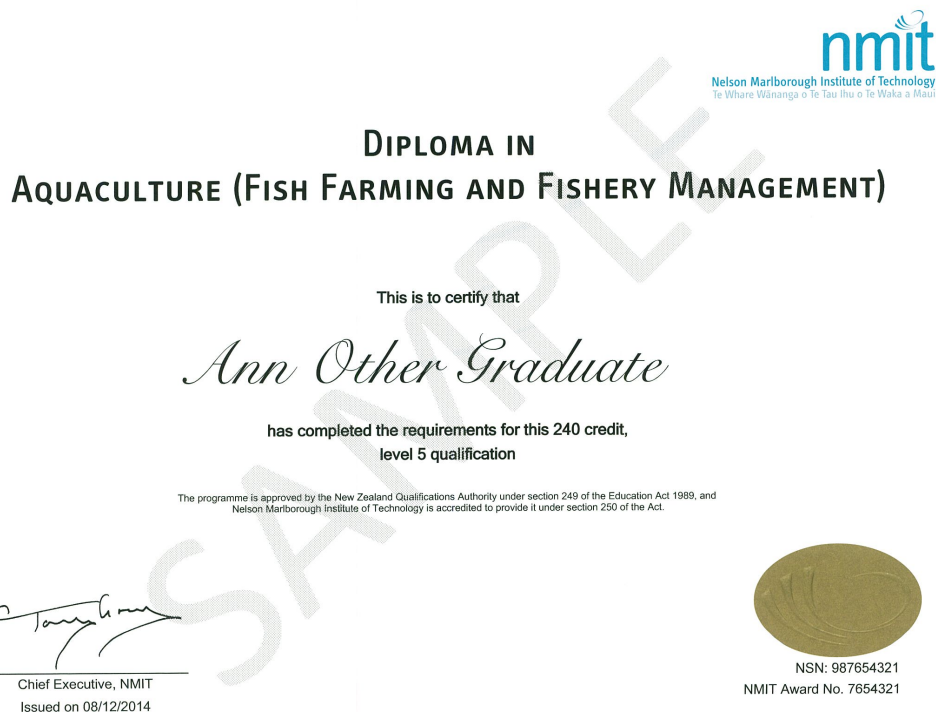 nmit
Nelson Marlborough Institute of Technology
Te Whare Wānanga o Te Tau Ihu o Te Waka a Maui
DIPLOMA IN
AQUACULTURE (FISH FARMING AND FISHERY MANAGEMENT)
This is to certify that
Ann Other Graduate
has completed the requirements for this 240 credit,
level 5 qualification
The programme is approved by the New Zealand Qualifications Authority under section 249 of the Education Act 1989, and
Nelson Marlborough Institute of Technology is accredited to provide it under section 250 of the Act.
SAMPLE
Chief Executive, NMIT
Issued on 08/12/2014
NSN: 987654321
NMIT Award No. 7654321